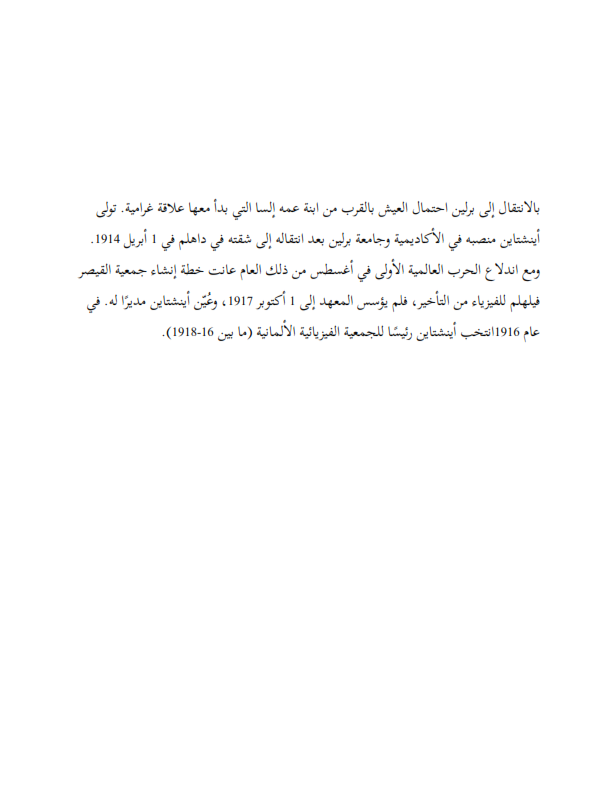 بالانتقال إلى برلين احتمال العيش بالقرب من ابنة عمه إلسا التي بدأ معها علاقة غرامية. تولى
أينشتاين منصبه في الأكاديمية وجامعة برلين بعد انتقاله إلى شقته في داهلم في 1 أبريل 1914.
ومع اندلاع الحرب العالمية الأولى في أغسطس من ذلك العام عانت خطة إنشاء جمعية القيصر
فيلهلم للفيزياء من التأخير، فلم يؤسس المعهد إلى 1 أكتوبر 1917، وعُيّن أينشتاين مديرًا له. في
عام 1916انتخب أينشتاين رئيسًا للجمعية الفيزيائية الألمانية (ما بين 16-1918).